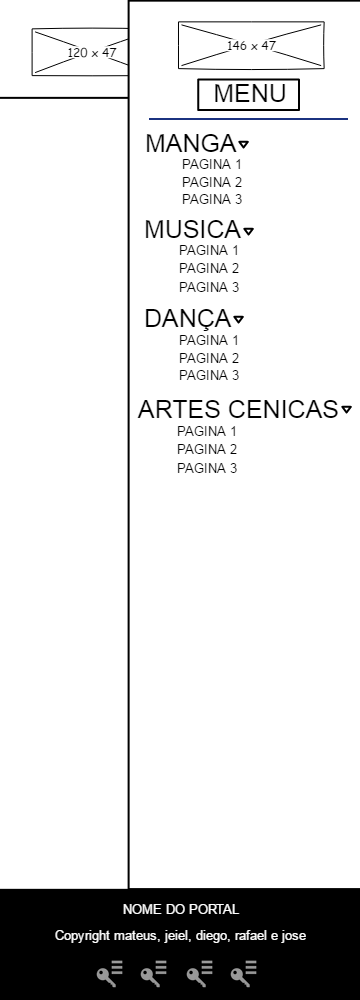 120 x 47
146 x 47
MENU
MANGA
PAGINA 1
PAGINA 2
PAGINA 3
MUSICA
PAGINA 1
PAGINA 2
PAGINA 3
DANÇA
PAGINA 1
PAGINA 2
PAGINA 3
ARTES CENICAS
PAGINA 1
PAGINA 2
PAGINA 3
NOME DO PORTAL
Copyright mateus, jeiel, diego, rafael e jose